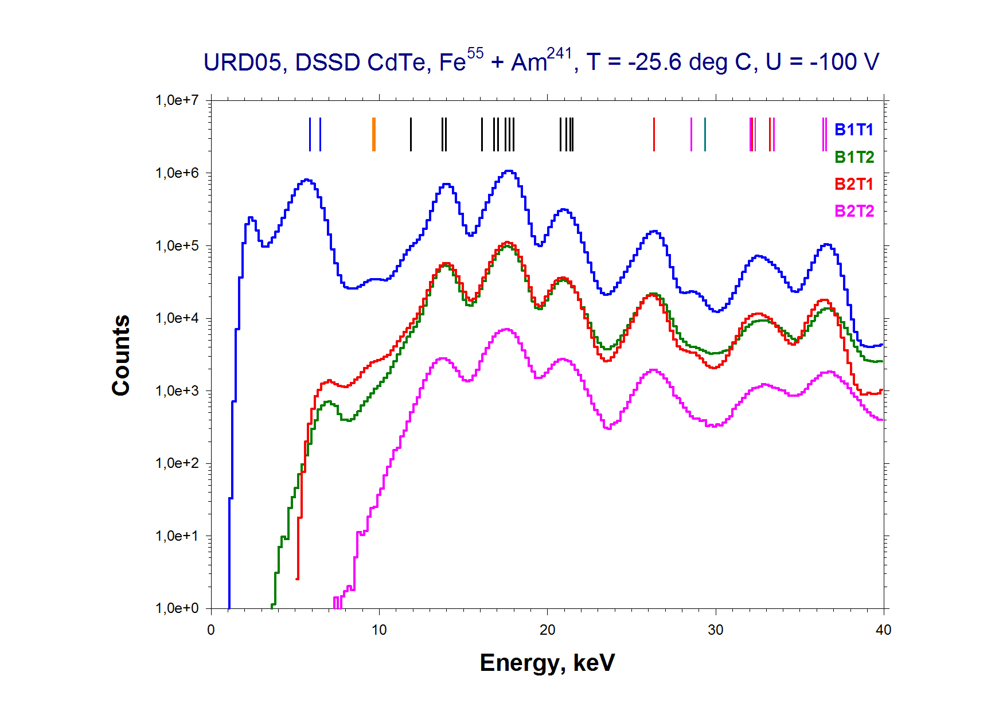 URD05, DSSD CdTe, Fe55 + Am241, T = -25.6 deg C, U = -100 V
1,0e+7
B1T1
B1T2
1,0e+6
B2T1
B2T2
1,0e+5
1,0e+4
1,0e+3
1,0e+2
1,0e+1
1,0e+0
Counts
0 10 20 30 40
Energy, keV